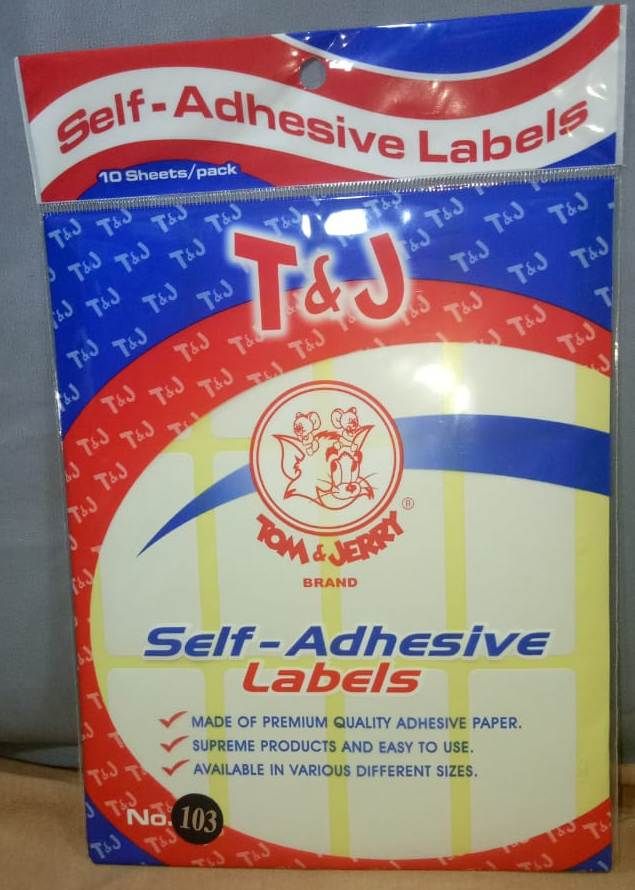 Self-Adhesive Labels
10 Sheets/pack
T&J
TOM & JERRY
®
BRAND
Self-Adhesive
Labels
MADE OF PREMIUM QUALITY ADHESIVE PAPER.
SUPREME PRODUCTS AND EASY TO USE.
AVAILABLE IN VARIOUS DIFFERENT SIZES.
No. 103